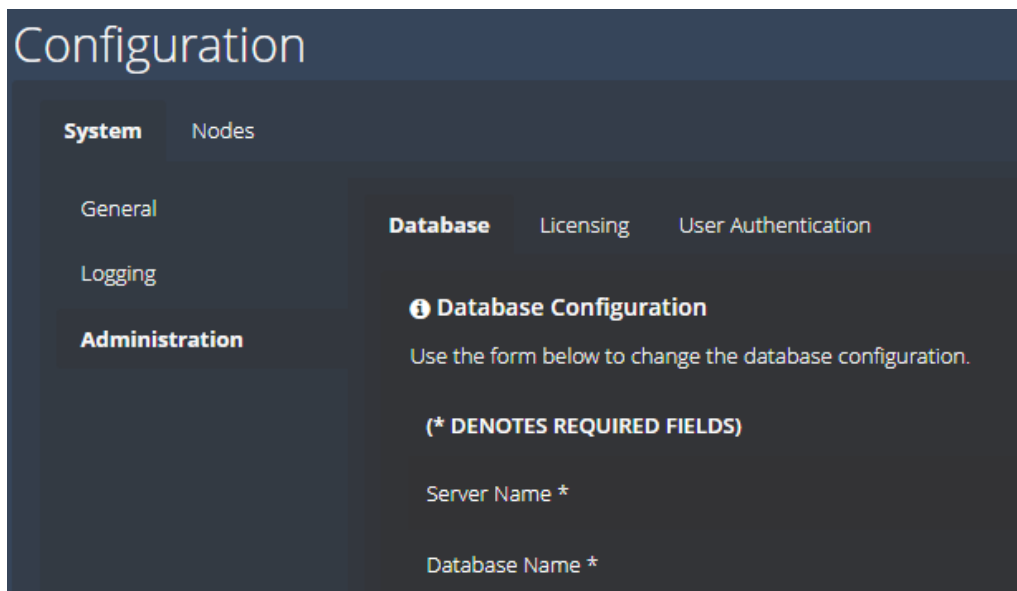 Configuration
System Nodes
General
Logging
Administration
Database Licensing User Authentication
Database Configuration
Use the form below to change the database configuration.
(* DENOTES REQUIRED FIELDS)
Server Name *
Database Name *